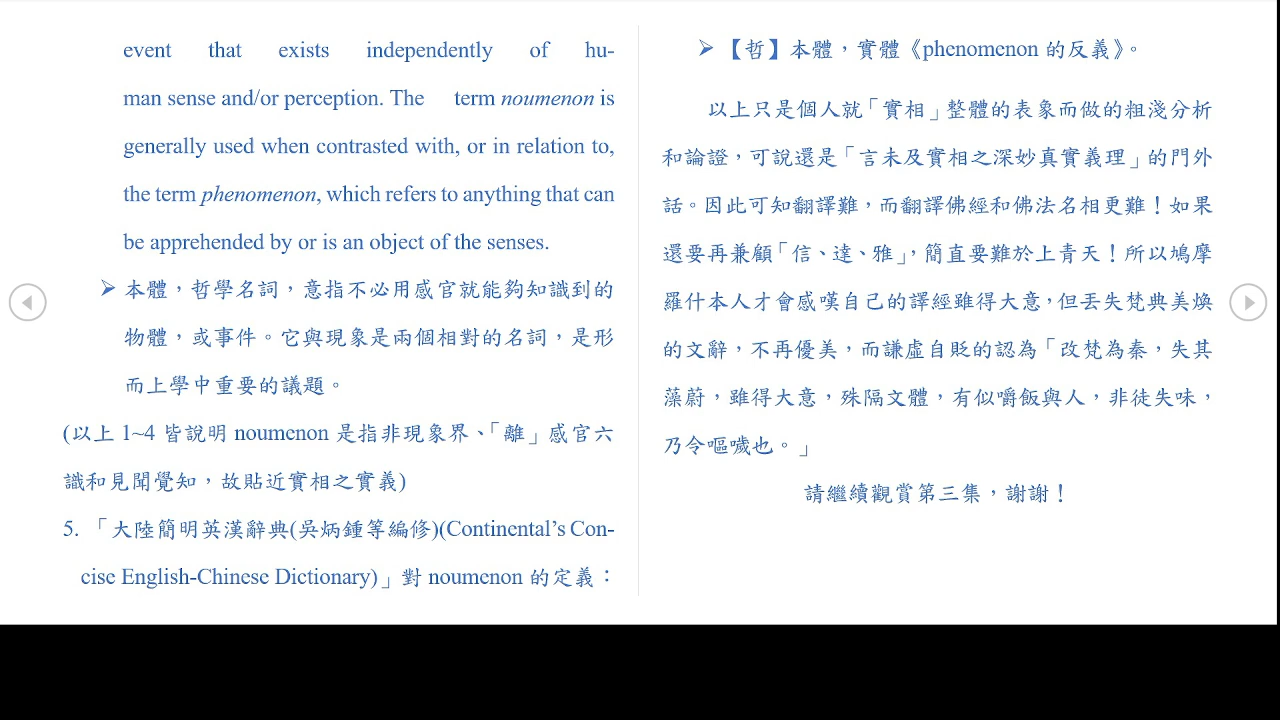 event that exists independently of hu-
man sense and/or perception. The term noumenon is
generally used when contrasted with, or in relation to,
the term phenomenon, which refers to anything that can
be apprehended by or is an object of the senses.
➢ 本體，哲學名詞，意指不必用感官就能夠知識到的
物體，或事件。它與現象是兩個相對的名詞，是形
而上學中重要的議題。
(以上 1~4 皆說明 noumenon 是指非現象界、「離」感官六
識和見聞覺知，故貼近實相之實義)
5. 「大陸簡明英漢辭典(吳炳鍾等編修)(Continental’s Con-
cise English-Chinese Dictionary)」對 noumenon 的定義：
➢【哲】本體，實體《phenomenon 的反義》。
以上只是個人就「實相」整體的表象而做的粗淺分析
和論證，可說還是「言未及實相之深妙真實義理」的門外
話。因此可知翻譯難，而翻譯佛經和佛法名相更難！如果
還要再兼顧「信、達、雅」，簡直要難於上青天！所以鳩摩
羅什本人才會感嘆自己的譯經雖得大意，但丟失梵典美煥
的文辭，不再優美，而謙虛自貶的認為「改梵為秦，失其
藻蔚，雖得大意，殊隔文體，有似嚼飯與人，非徒失味，
乃令嘔噦也。」
請繼續觀賞第三集，謝謝！